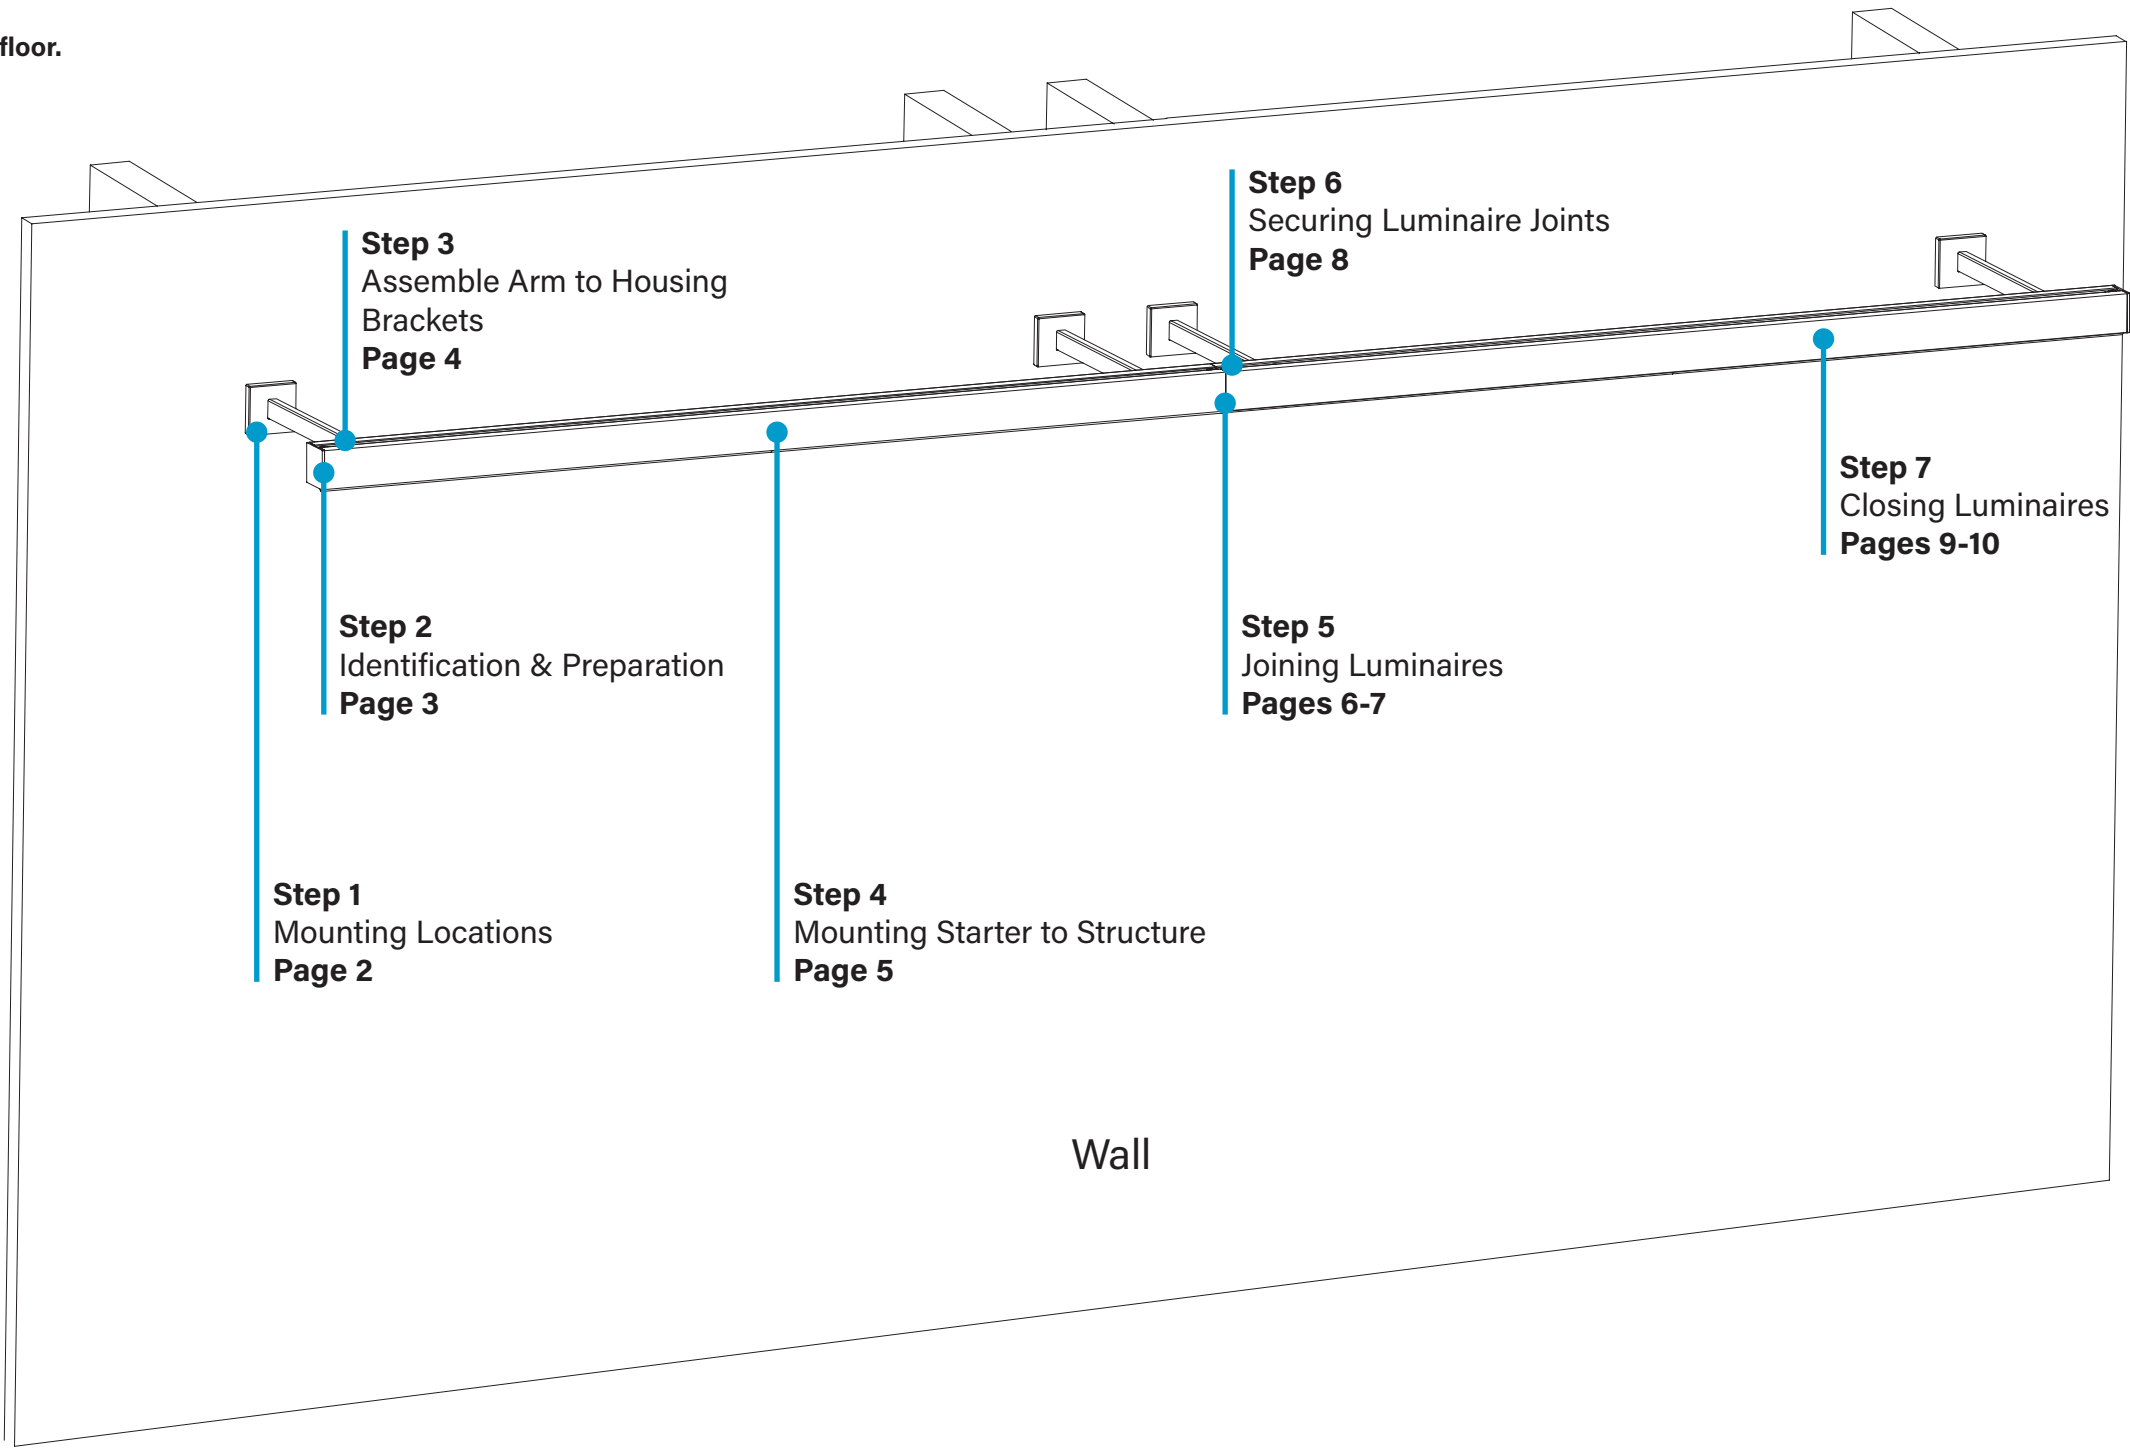 floor.
Step 6
Securing Luminaire Joints
Page 8
Step 3
Assemble Arm to Housing
Brackets
Page 4
Step 7
Closing Luminaires
Pages 9-10
Step 2
Identification & Preparation
Page 3
Step 5
Joining Luminaires
Pages 6-7
Step 1
Mounting Locations
Page 2
Step 4
Mounting Starter to Structure
Page 5
Wall